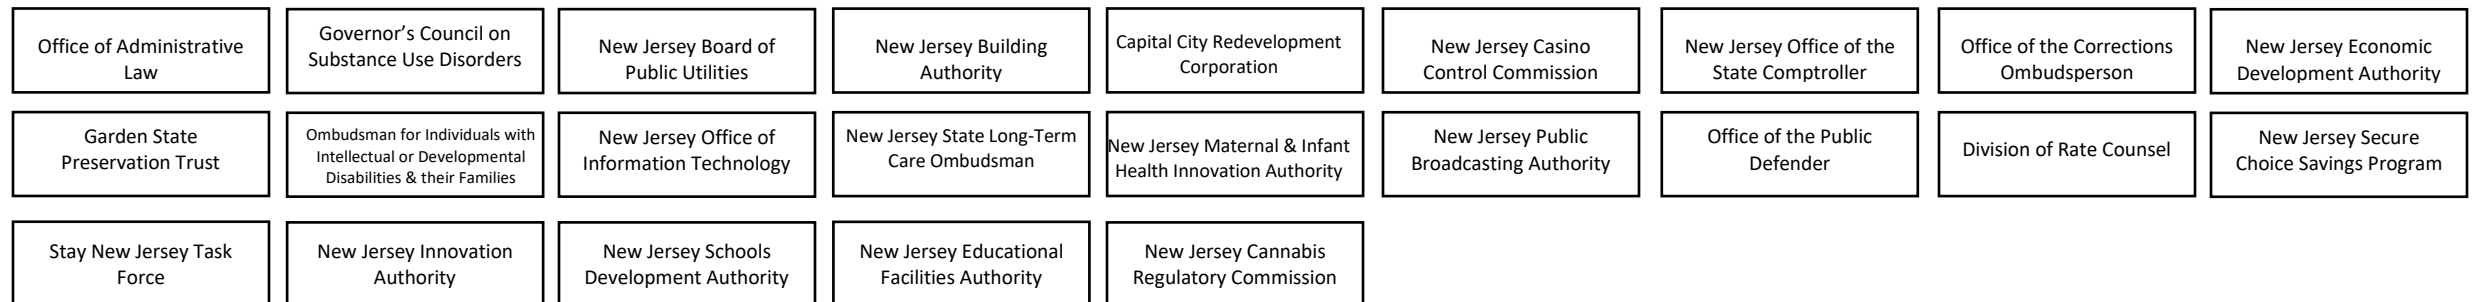 Office of Administrative
Law
Governor’s Council on
Substance Use Disorders
New Jersey Board of
Public Utilities
New Jersey Building
Authority
Capital City Redevelopment
Corporation
New Jersey Casino
Control Commission
New Jersey Office of the
State Comptroller
Office of the Corrections
Ombudsperson
New Jersey Economic
Development Authority
Garden State
Preservation Trust
Ombudsman for Individuals with
Intellectual or Developmental
Disabilities & their Families
New Jersey Office of
Information Technology
New Jersey State Long-Term
Care Ombudsman
New Jersey Maternal & Infant
Health Innovation Authority
New Jersey Public
Broadcasting Authority
Office of the Public
Defender
Division of Rate Counsel
New Jersey Secure
Choice Savings Program
Stay New Jersey Task
Force
New Jersey Innovation
Authority
New Jersey Schools
Development Authority
New Jersey Educational
Facilities Authority
New Jersey Cannabis
Regulatory Commission